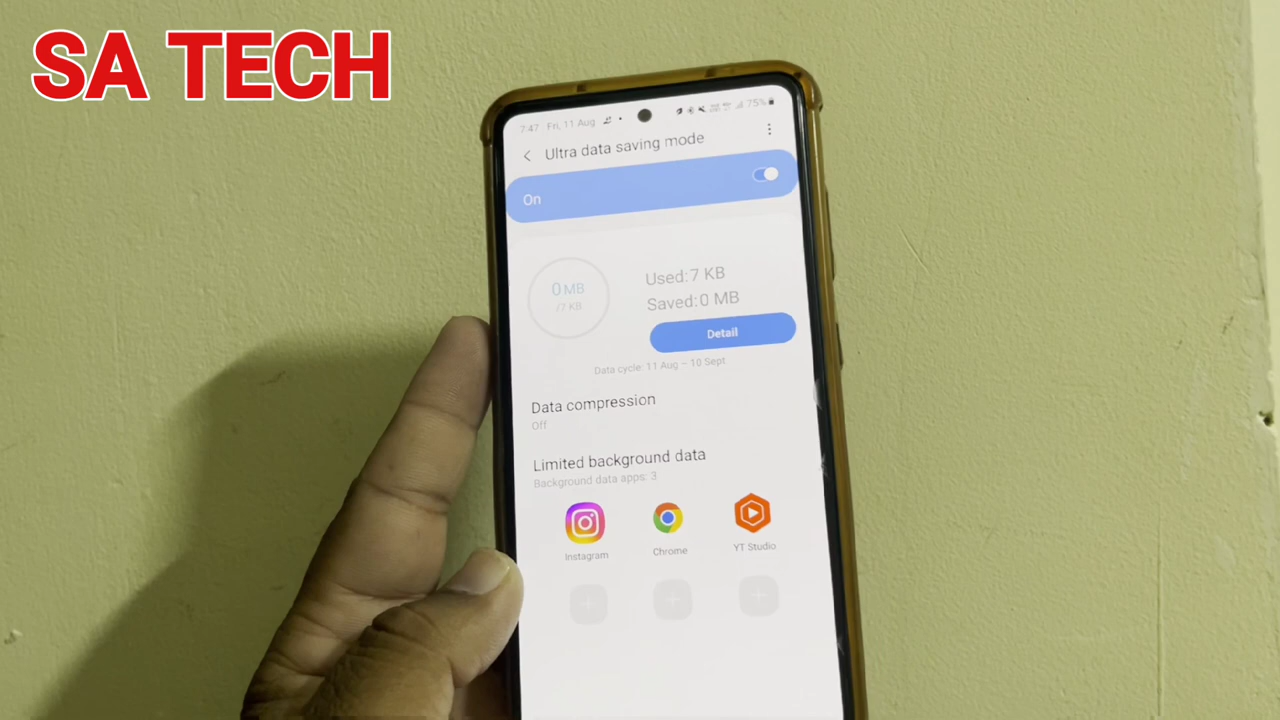 SA TECH
7:47 Fri, 11 Aug
75%
Ultra data saving mode
On
0 MB
/7 KB
Used:7 KB
Saved:0 MB
Detail
Data cycle: 11 Aug – 10 Sept
Data compression
Off
Limited background data
Background data apps: 3
Instagram
Chrome
YT Studio